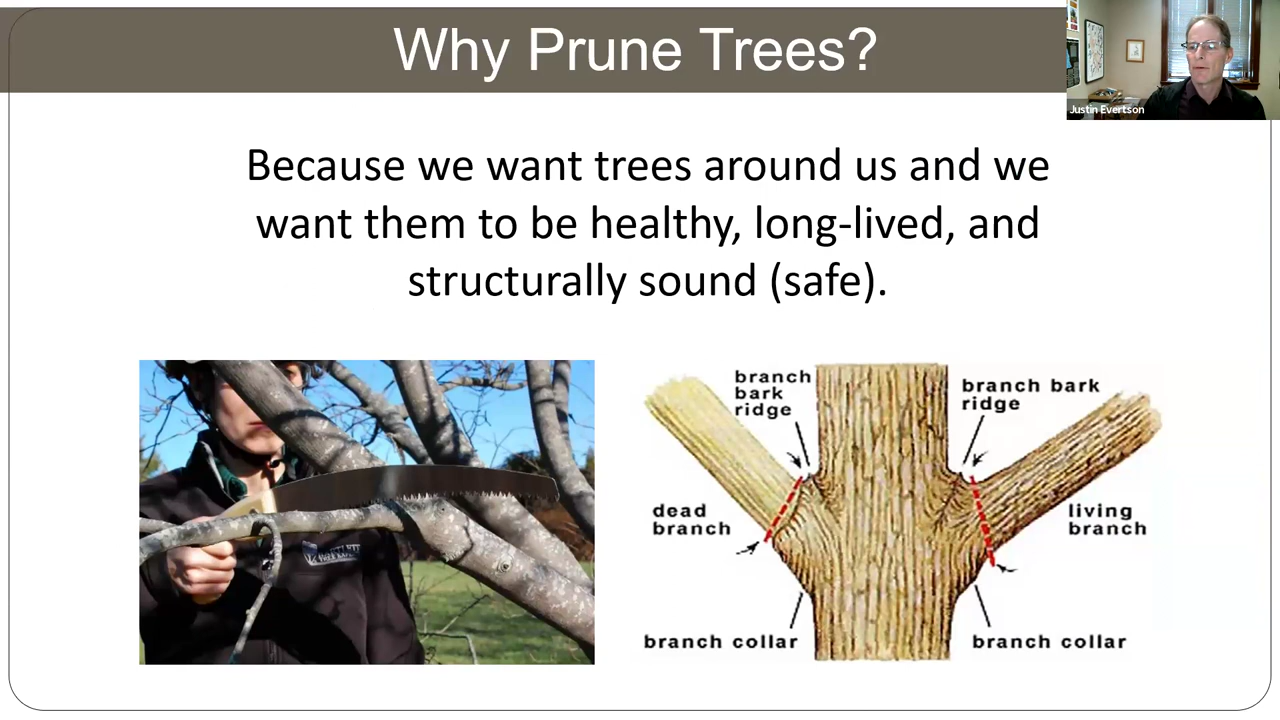 Why Prune Trees?
Justin Evertson
Because we want trees around us and we
want them to be healthy, long-lived, and
structurally sound (safe).
branch
bark
ridge
branch bark
ridge
dead
branch
living
branch
branch collar
branch collar